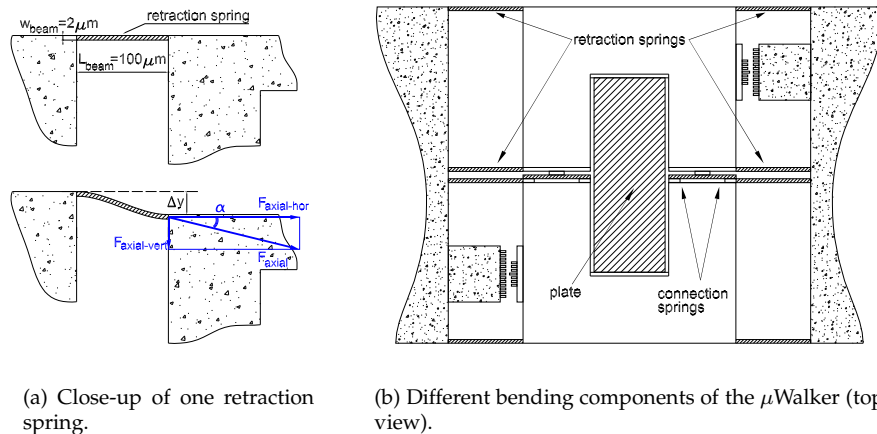 w_beam=2μm
retraction spring
L_beam=100μm
Δy
α
F_axial-hor
F_axial-vert
F_axial
retraction springs
plate
connection
springs
(a) Close-up of one retraction
spring.
(b) Different bending components of the μWalker (top
view).